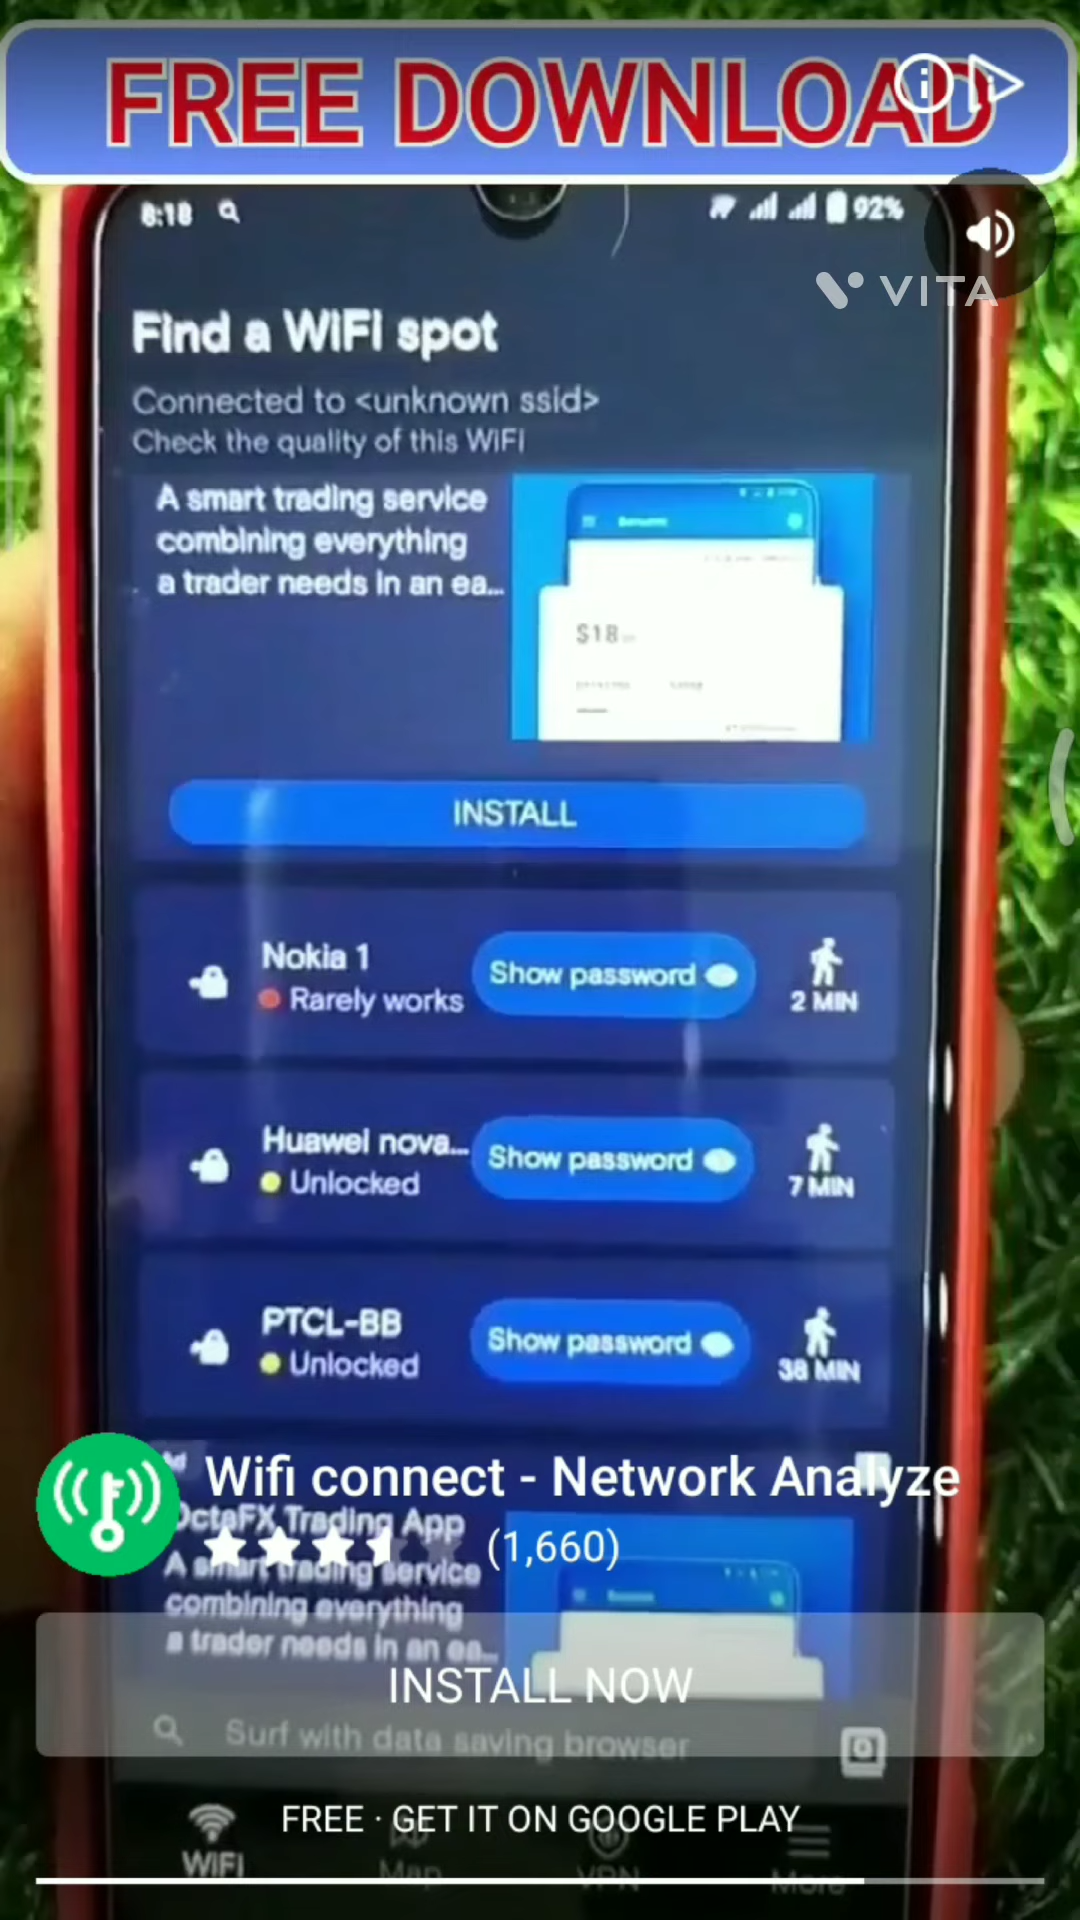 FREE DOWNLOAD
8:18
92%
VITA
Find a WiFi spot
Connected to <unknown ssid>
Check the quality of this WiFi
A smart trading service
combining everything
a trader needs in an ea...
$18
INSTALL
Nokia 1
Rarely works
Show password
2 MIN
Huawei nova...
Unlocked
Show password
7 MIN
PTCL-BB
Unlocked
Show password
38 MIN
Ad
Wifi connect - Network Analyze
OctaFX Trading App
(1,660)
A smart trading service
combining everything
a trader needs in an ea...
INSTALL NOW
Surf with data saving browser
FREE · GET IT ON GOOGLE PLAY
WiFi
Map
VPN
More